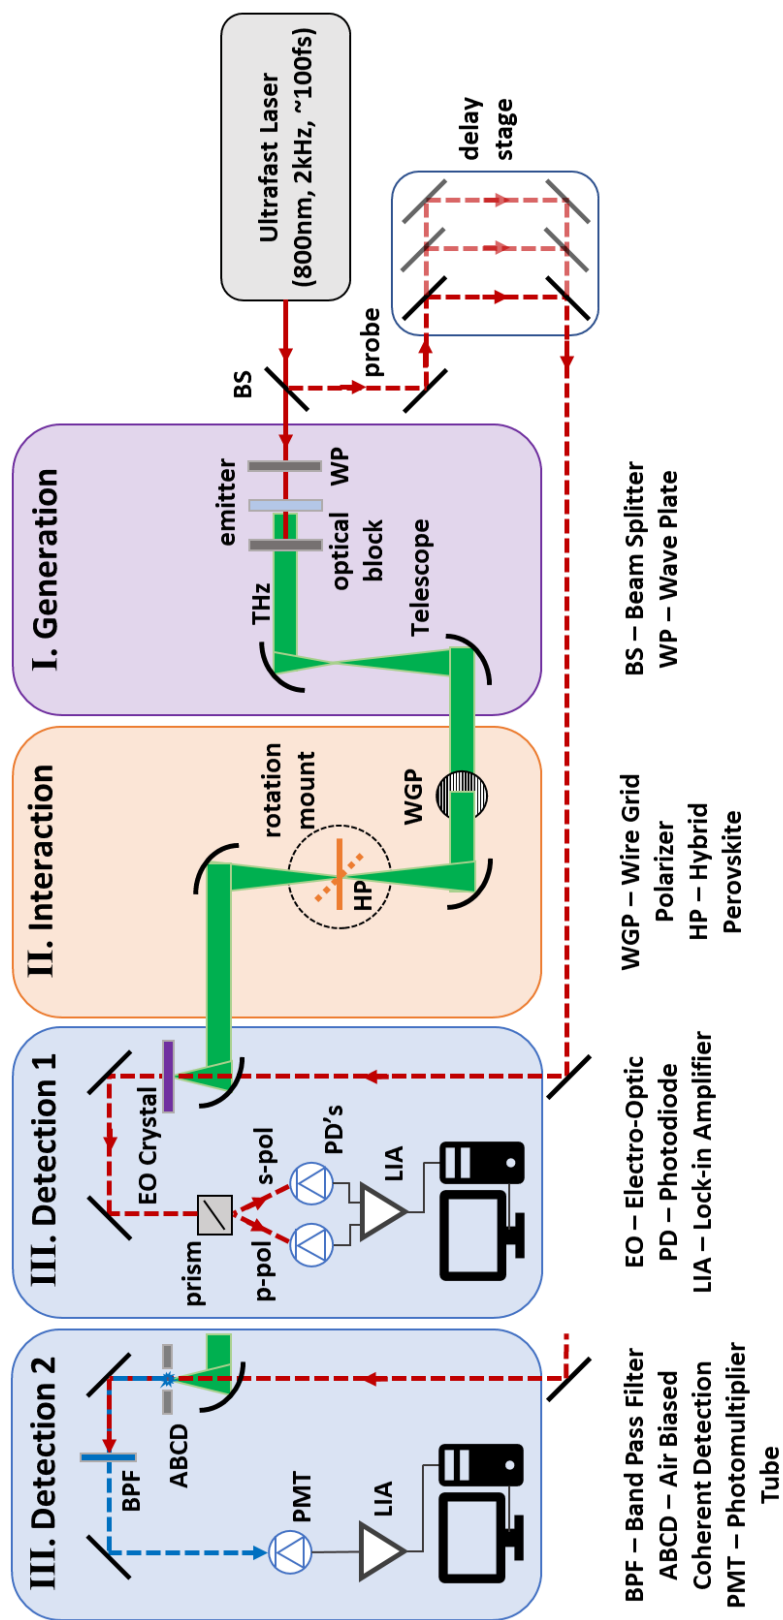 III. Detection 2
BPF
ABCD
PMT
LIA
III. Detection 1
EO Crystal
prism
s-pol
p-pol
PD's
LIA
II. Interaction
rotation
mount
HP
WGP
I. Generation
THz
emitter
optical
block
WP
Telescope
BS
probe
Ultrafast Laser
(800nm, 2kHz, ~100fs)
delay
stage
BPF – Band Pass Filter
ABCD – Air Biased
Coherent Detection
PMT – Photomultiplier
Tube
EO – Electro-Optic
PD – Photodiode
LIA – Lock-in Amplifier
WGP – Wire Grid
Polarizer
HP – Hybrid
Perovskite
BS – Beam Splitter
WP – Wave Plate